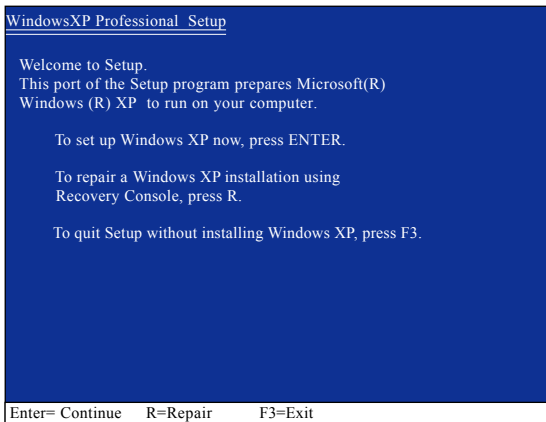 WindowsXP Professional Setup
Welcome to Setup.
This port of the Setup program prepares Microsoft(R)
Windows (R) XP to run on your computer.
To set up Windows XP now, press ENTER.
To repair a Windows XP installation using
Recovery Console, press R.
To quit Setup without installing Windows XP, press F3.
Enter= Continue R=Repair F3=Exit